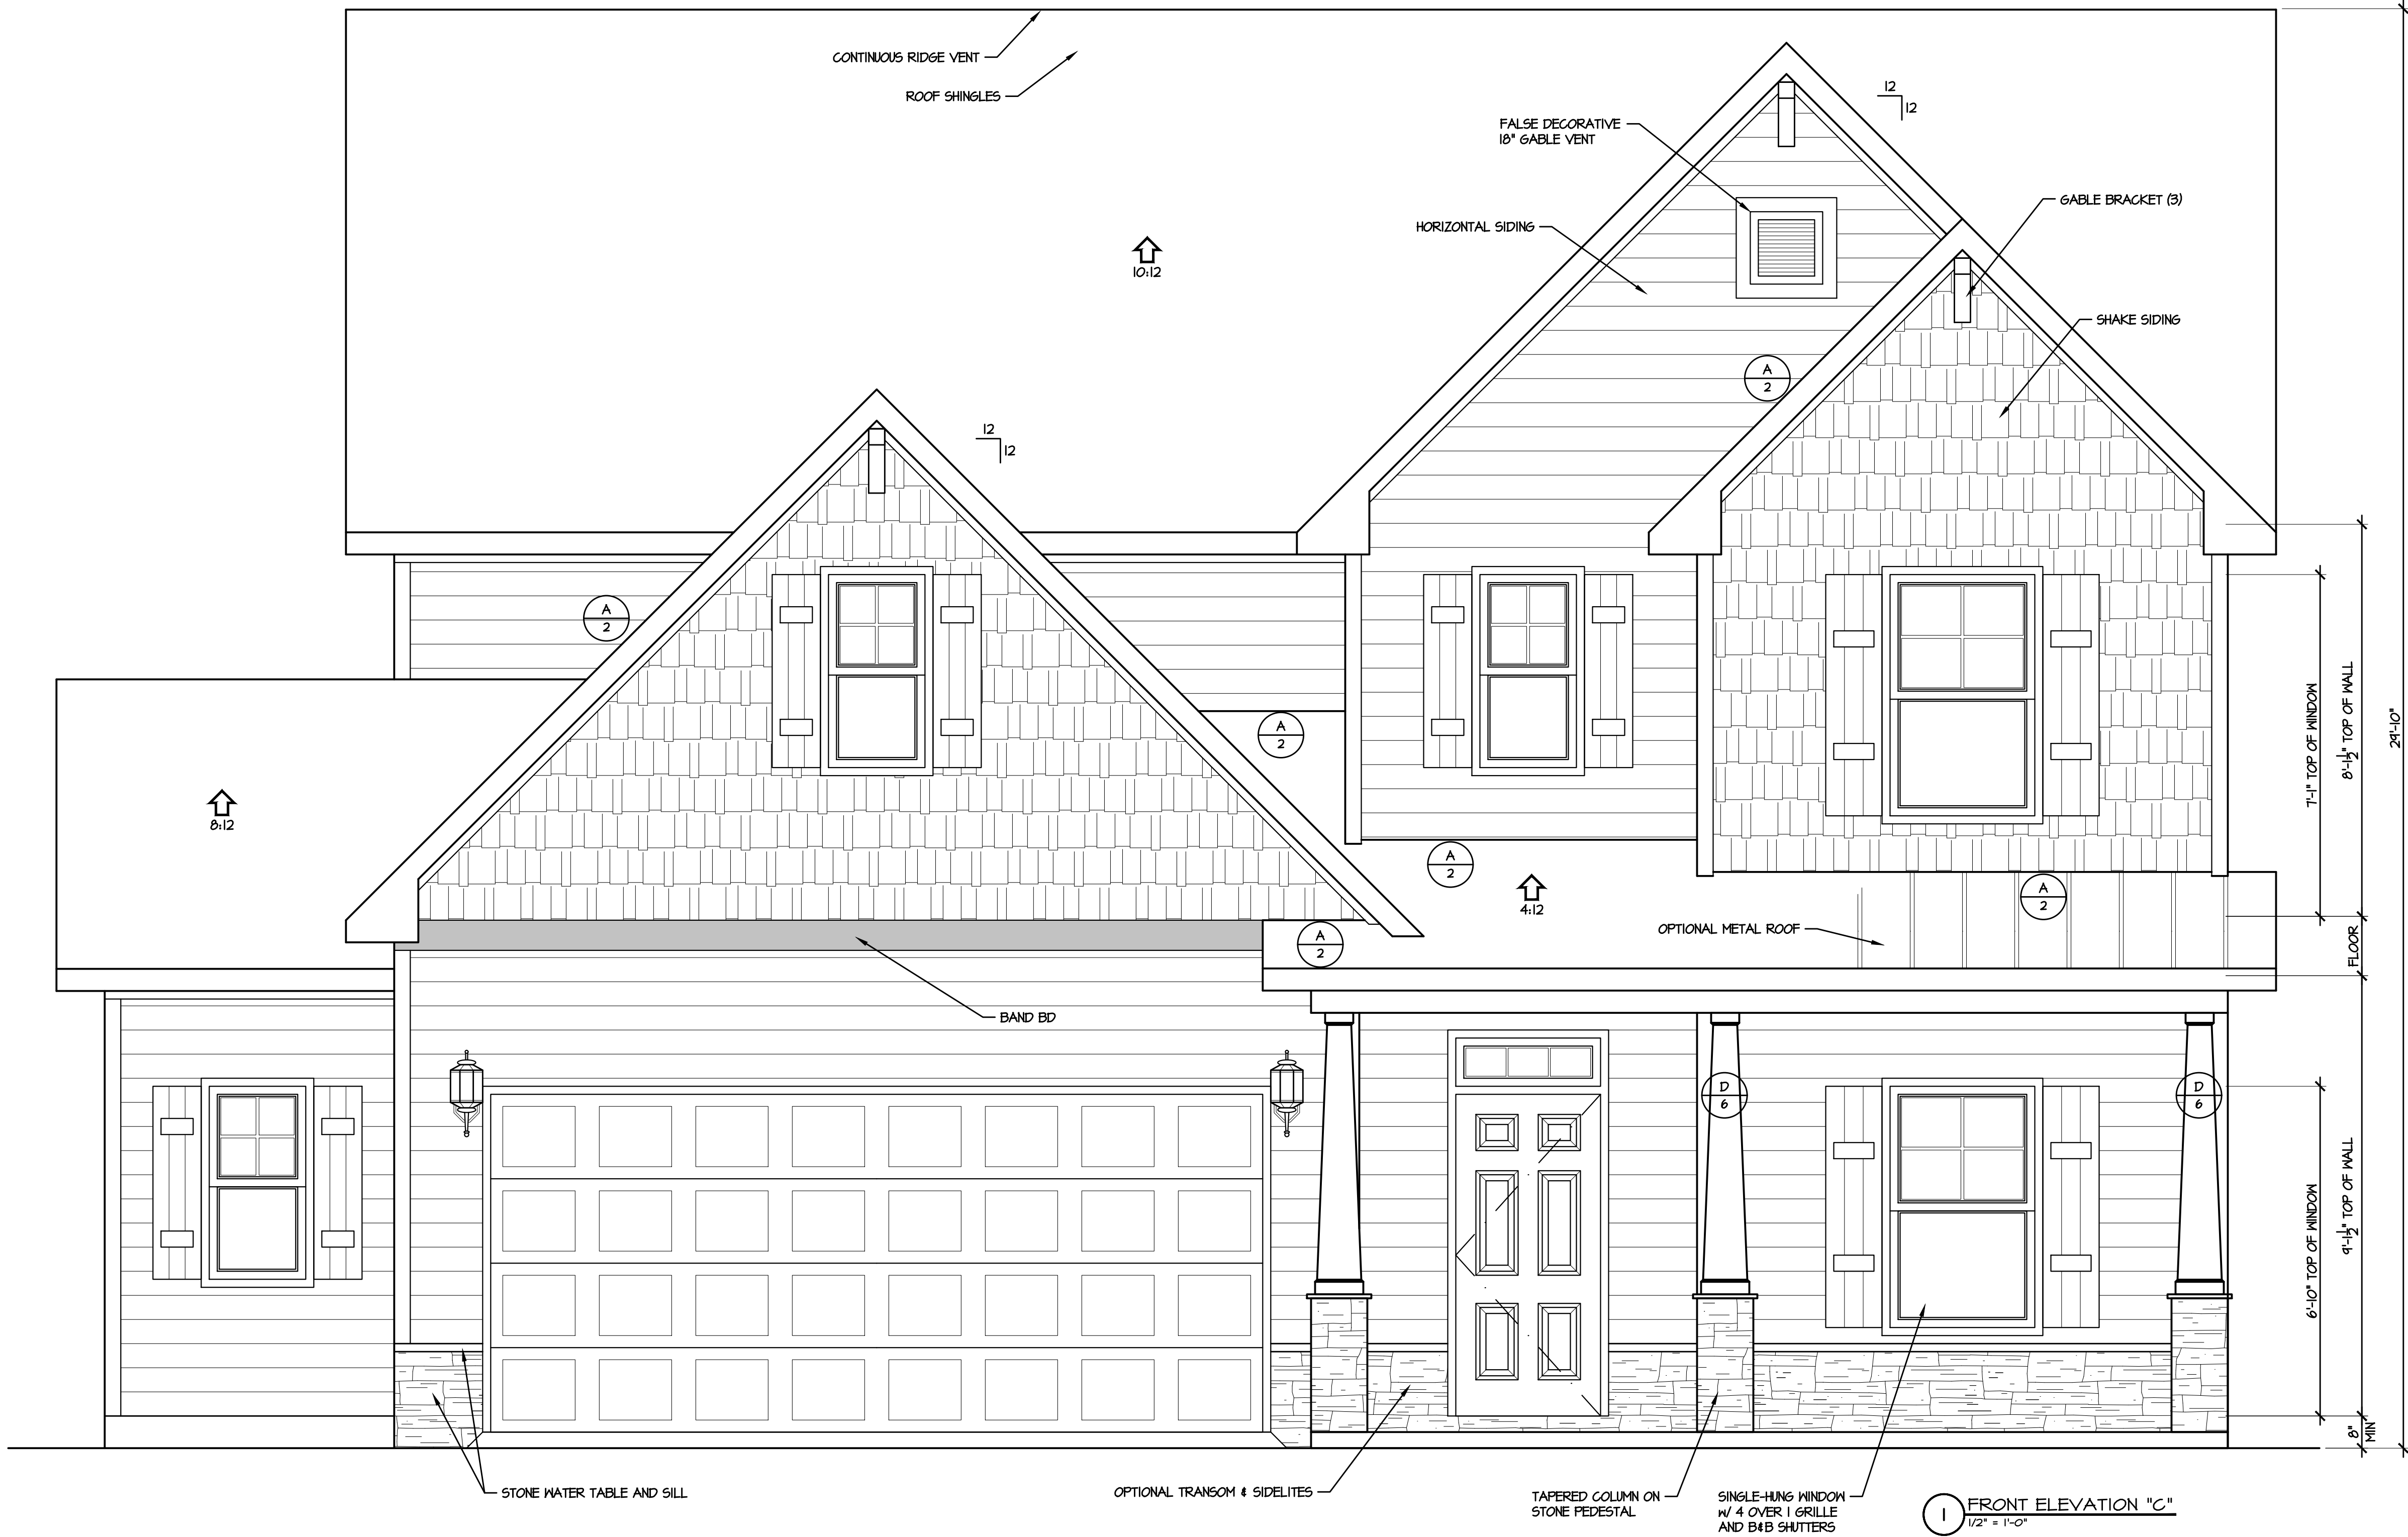 CONTINUOUS RIDGE VENT
ROOF SHINGLES
12
12
FALSE DECORATIVE
18" GABLE VENT
GABLE BRACKET (3)
HORIZONTAL SIDING
10:12
SHAKE SIDING
A
2
12
12
A
2
A
2
8:12
A
2
4:12
A
2
OPTIONAL METAL ROOF
A
2
BAND BD
D
6
D
6
7'-1" TOP OF WINDOW
8'-1½" TOP OF WALL
29'-10"
FLOOR
6'-10" TOP OF WINDOW
9'-1½" TOP OF WALL
8"
MIN
STONE WATER TABLE AND SILL
OPTIONAL TRANSOM & SIDELITES
TAPERED COLUMN ON
STONE PEDESTAL
SINGLE-HUNG WINDOW
W/ 4 OVER 1 GRILLE
AND B&B SHUTTERS
1
FRONT ELEVATION "C"
1/2" = 1'-0"